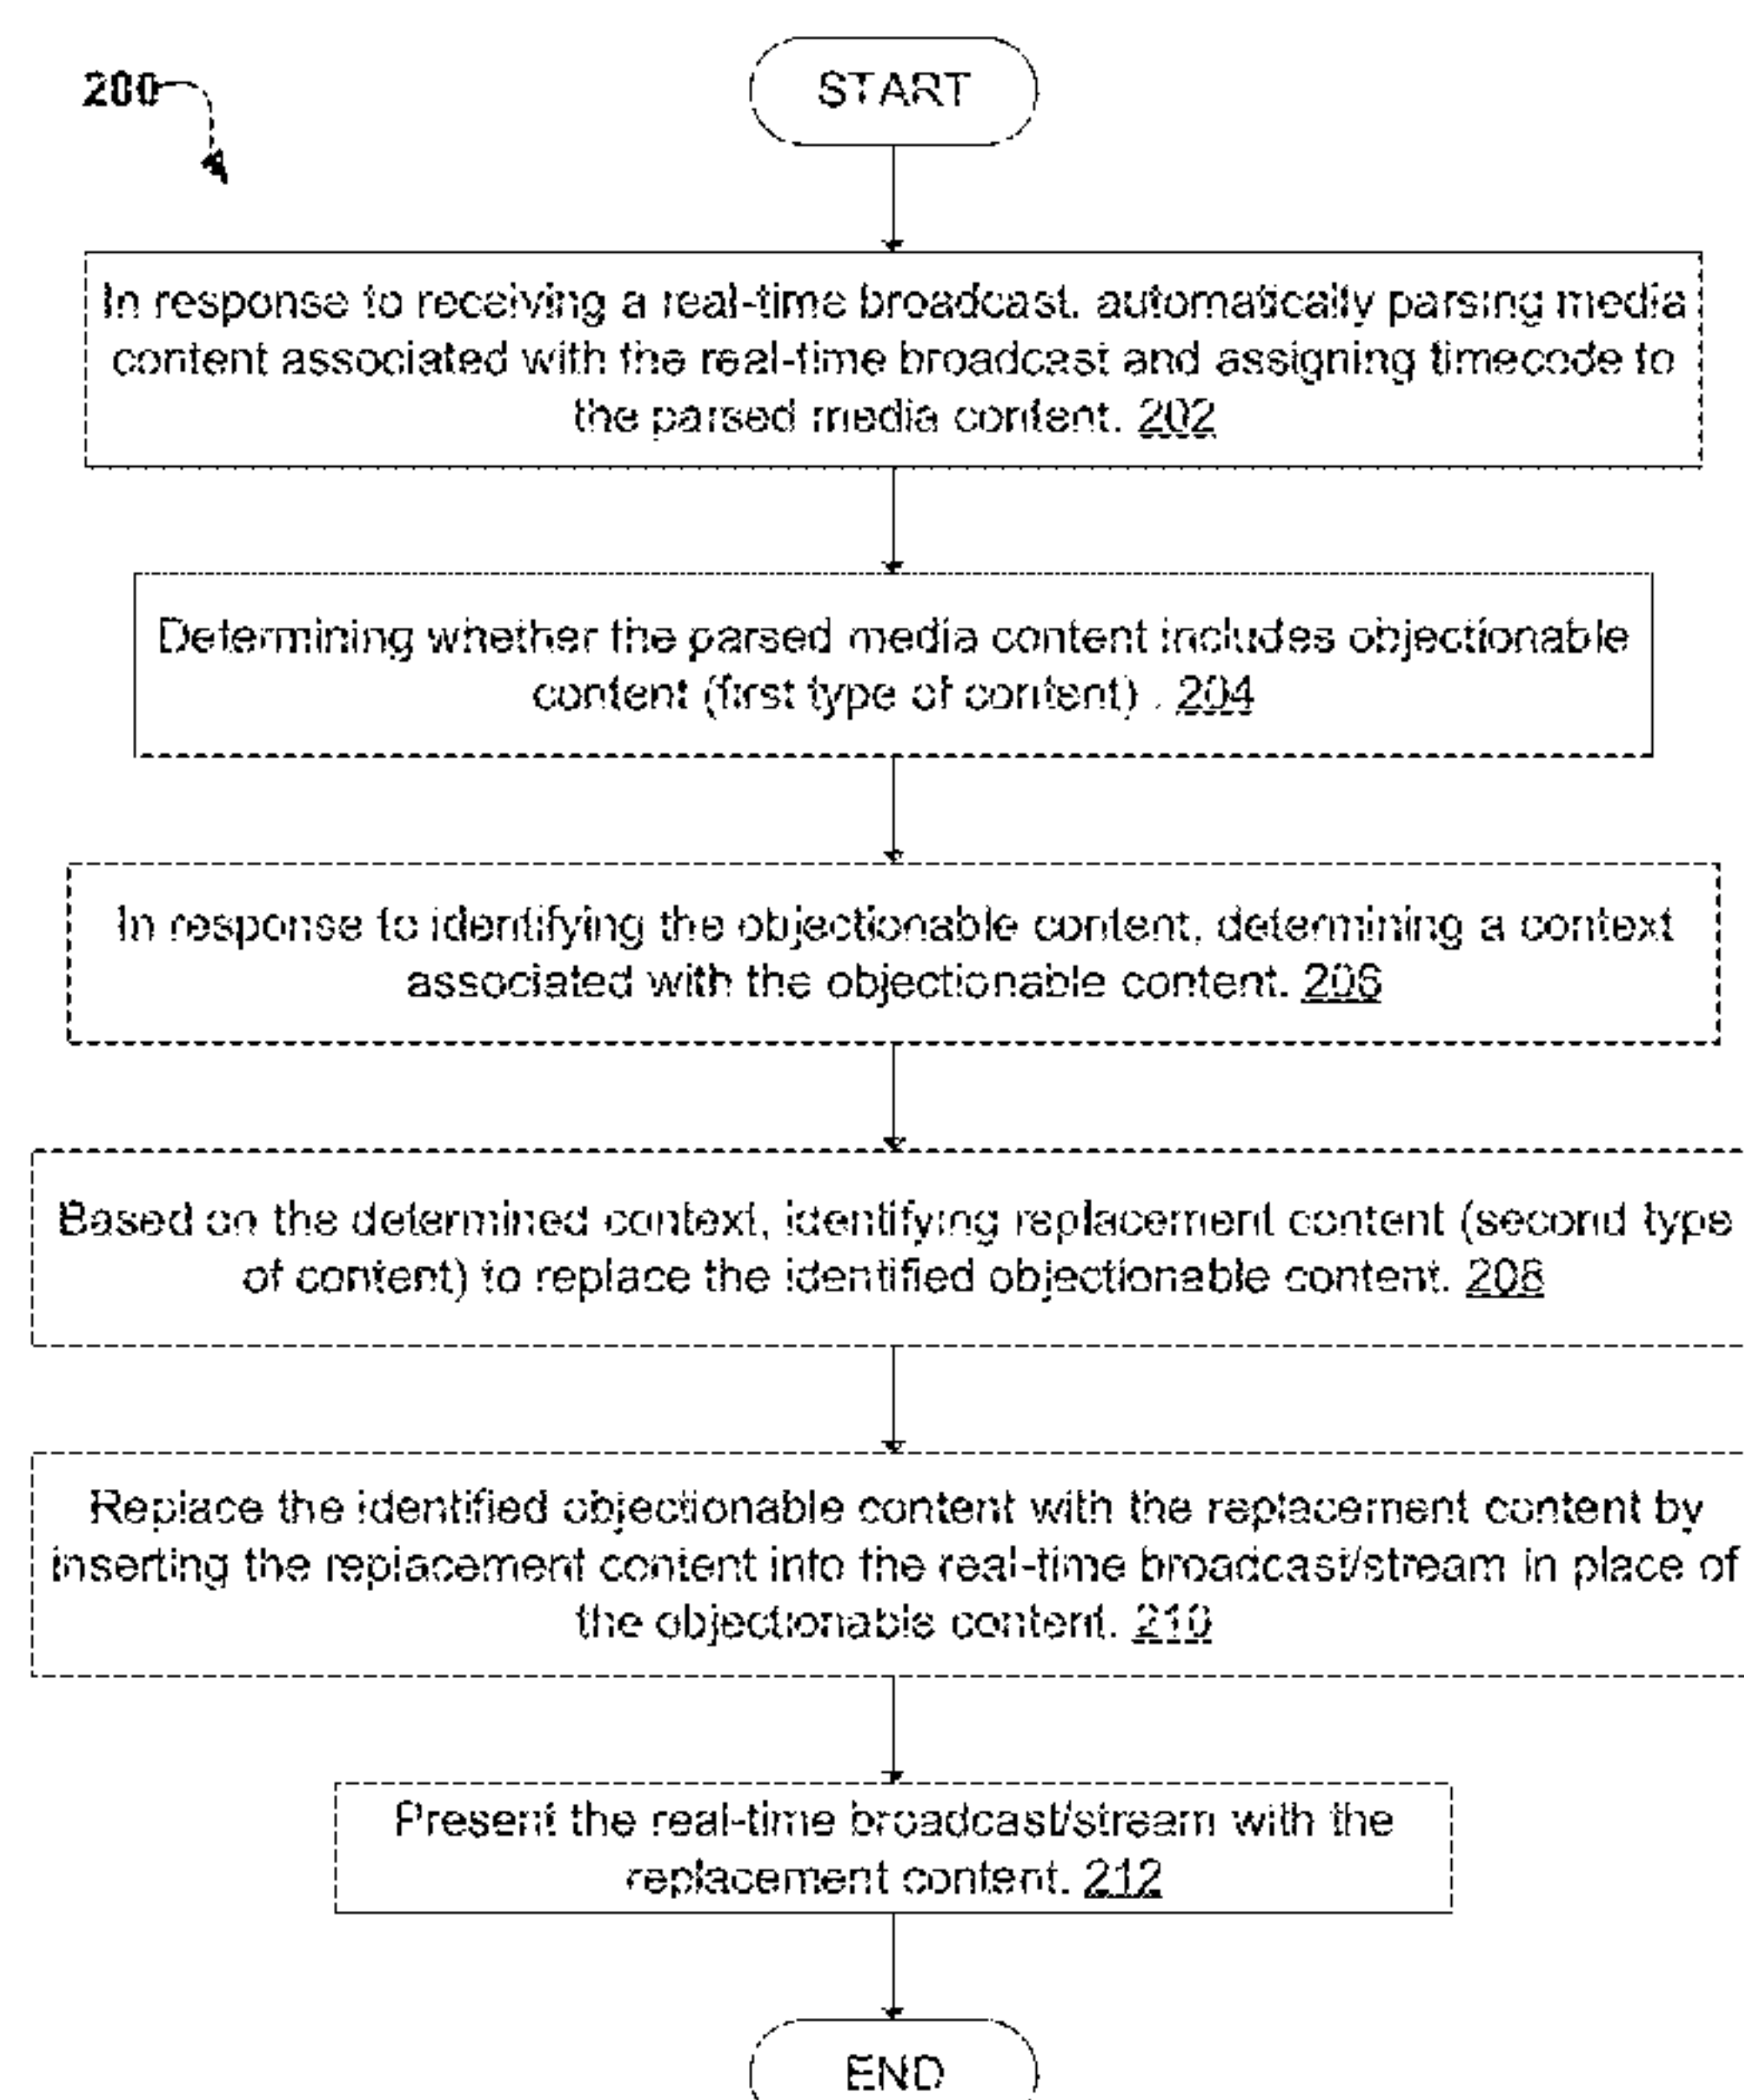 200
START
In response to receiving a real-time broadcast, automatically parsing media
content associated with the real-time broadcast and assigning timecode to
the parsed media content. 202
Determining whether the parsed media content includes objectionable
content (first type of content) . 204
In response to identifying the objectionable content, determining a context
associated with the objectionable content. 206
Based on the determined context, identifying replacement content (second type
of content) to replace the identified objectionable content. 208
Replace the identified objectionable content with the replacement content by
inserting the replacement content into the real-time broadcast/stream in place of
the objectionable content. 210
Present the real-time broadcast/stream with the
replacement content. 212
END